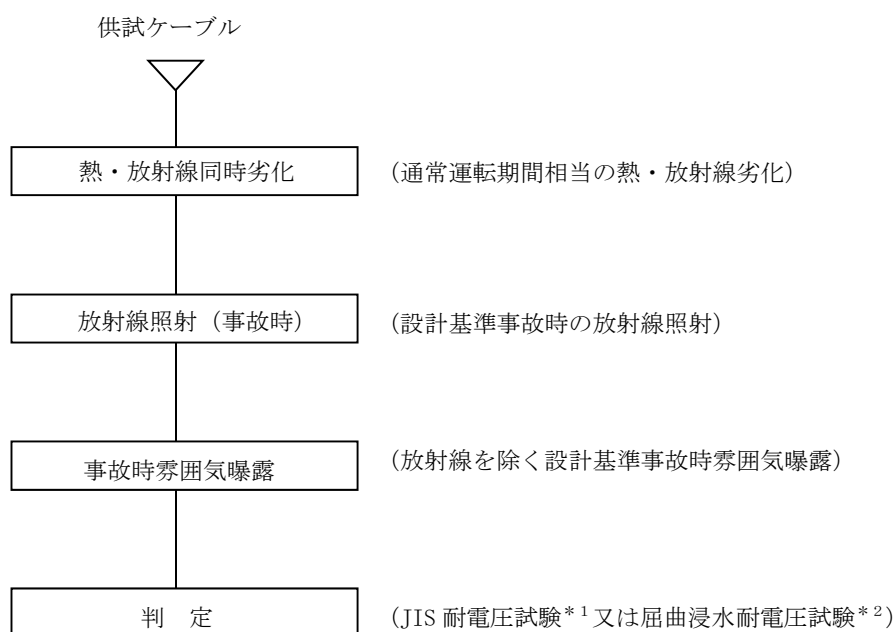 供試ケーブル
熱・放射線同時劣化
(通常運転期間相当の熱・放射線劣化)
放射線照射(事故時)
(設計基準事故時の放射線照射)
事故時雰囲気曝露
(放射線を除く設計基準事故時雰囲気曝露)
判 定
(JIS 耐電圧試験*1又は屈曲浸水耐電圧試験*2)